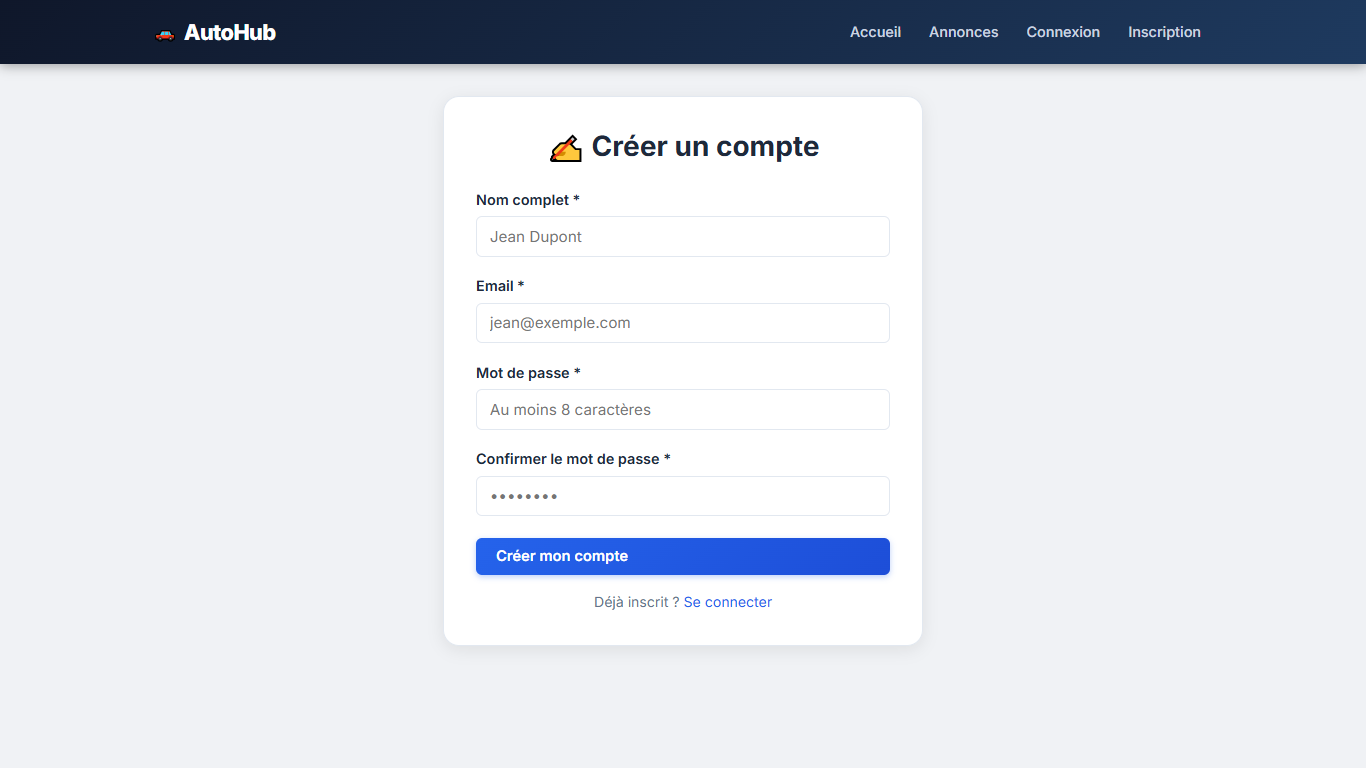 AutoHub
Accueil Annonces Connexion Inscription
Créer un compte
Nom complet *
Jean Dupont
Email *
jean@exemple.com
Mot de passe *
Au moins 8 caractères
Confirmer le mot de passe *
••••••••
Créer mon compte
Déjà inscrit ? Se connecter